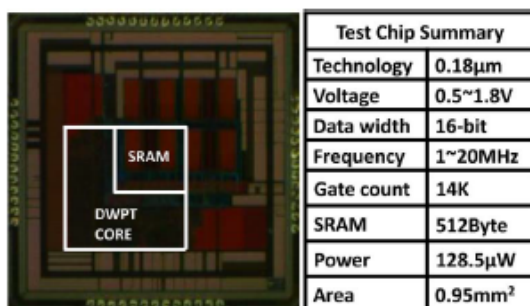 SRAM
DWPT
CORE
Test Chip Summary
Technology 0.18µm
Voltage 0.5~1.8V
Data width 16-bit
Frequency 1~20MHz
Gate count 14K
SRAM 512Byte
Power 128.5µW
Area 0.95mm²